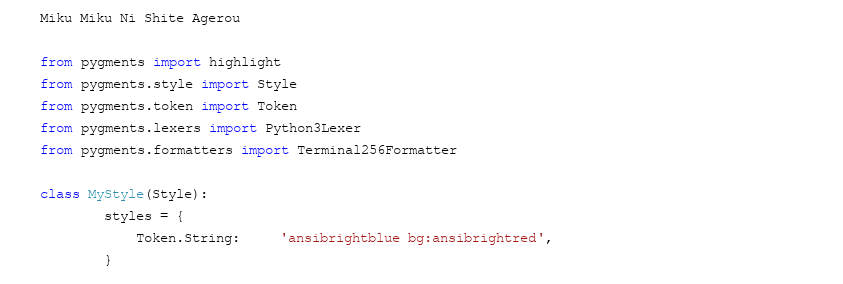 Miku Miku Ni Shite Agerou
from pygments import highlight
from pygments.style import Style
from pygments.token import Token
from pygments.lexers import Python3Lexer
from pygments.formatters import Terminal256Formatter
class MyStyle(Style):
        styles = {
            Token.String:     'ansibrightblue bg:ansibrightred',
        }